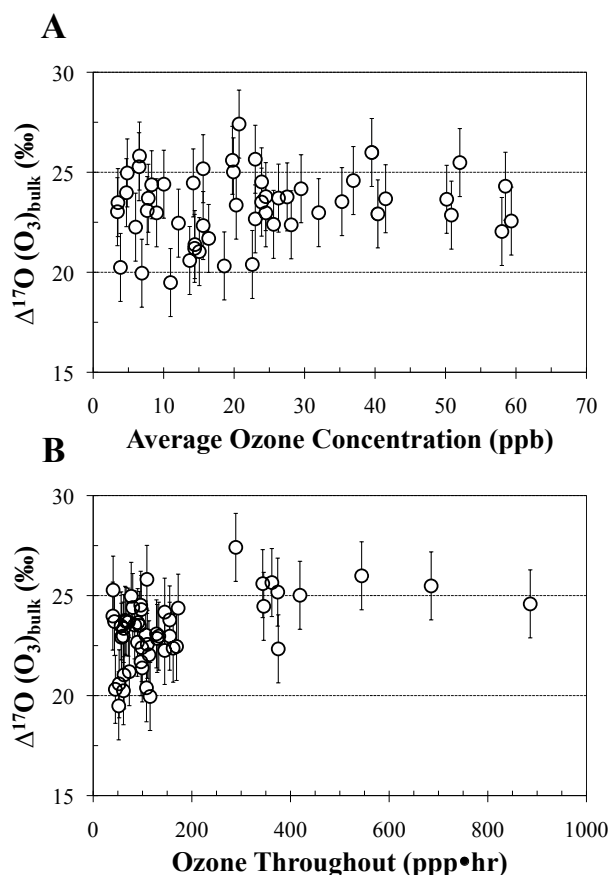 A
30
25
20
15
Δ¹⁷O (O₃)bulk (‰)
0 10 20 30 40 50 60 70
Average Ozone Concentration (ppb)
B
30
25
20
15
Δ¹⁷O (O₃)bulk (‰)
0 200 400 600 800 1000
Ozone Throughout (ppp•hr)